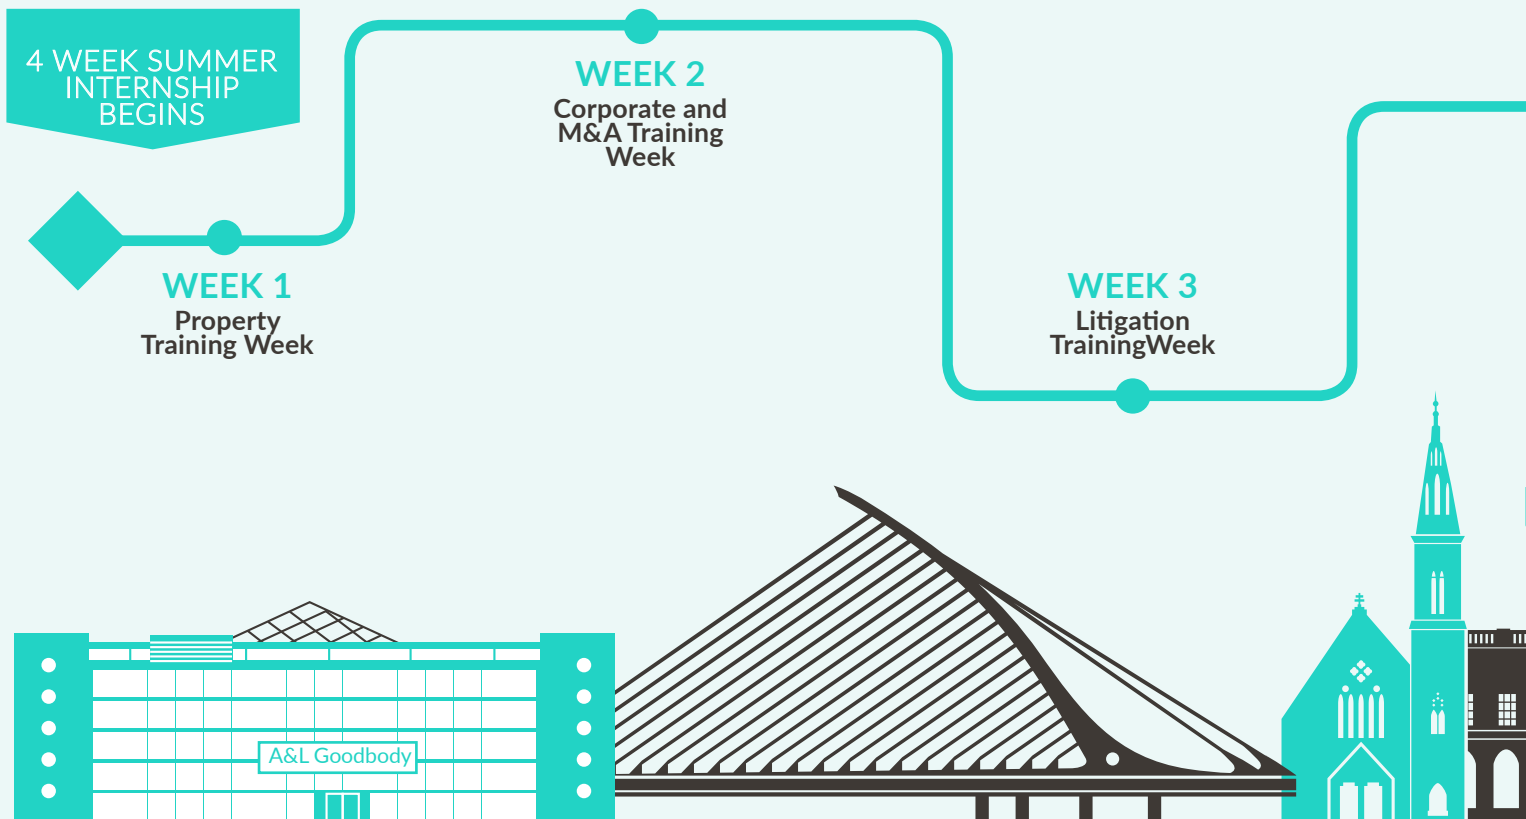 4 WEEK SUMMER
INTERNSHIP
BEGINS
WEEK 1
Property
Training Week
WEEK 2
Corporate and
M&A Training
Week
WEEK 3
Litigation
TrainingWeek
A&L Goodbody